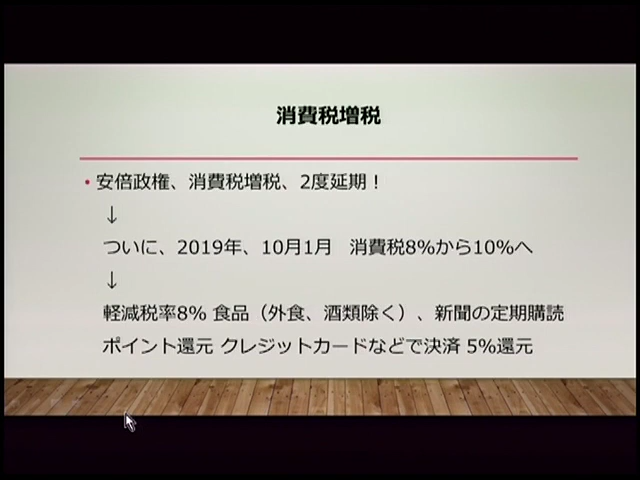 消費税増税
• 安倍政権、消費税増税、2度延期！
↓
ついに、2019年、10月1月 消費税8%から10%へ
↓
軽減税率8% 食品（外食、酒類除く）、新聞の定期購読
ポイント還元 クレジットカードなどで決済 5%還元